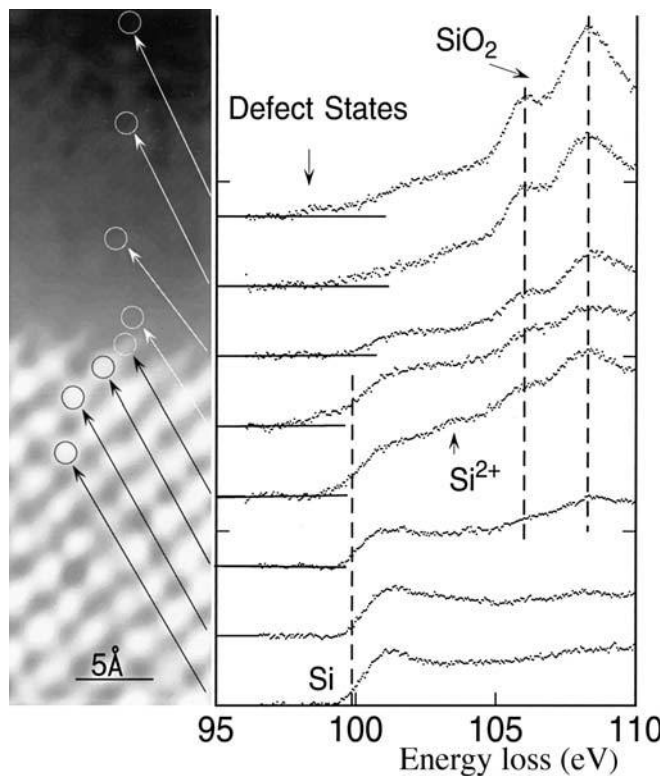 SiO₂
Defect States
Si²⁺
5Å
Si
95 100 105 110
Energy loss (eV)